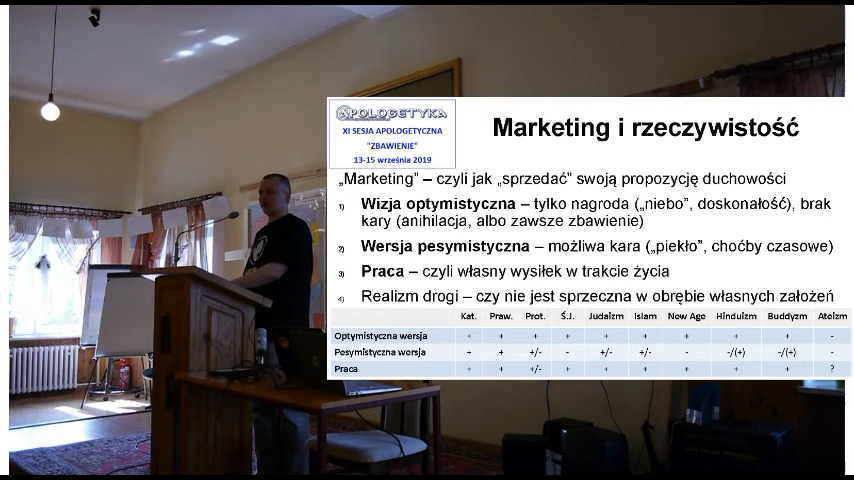 APOLOGETYKA
XI SESJA APOLOGETYCZNA
"ZBAWIENIE"
13-15 września 2019
Marketing i rzeczywistość
„Marketing” – czyli jak „sprzedać” swoją propozycję duchowości
1) Wizja optymistyczna – tylko nagroda („niebo”, doskonałość), brak
kary (anihilacja, albo zawsze zbawienie)
2) Wersja pesymistyczna – możliwa kara („piekło”, choćby czasowe)
3) Praca – czyli własny wysiłek w trakcie życia
4) Realizm drogi – czy nie jest sprzeczna w obrębie własnych założeń
Kat. Praw. Prot. Ś.J. Judaizm Islam New Age Hinduizm Buddyzm Ateizm
Optymistyczna wersja + + + + + + + + + -
Pesymistyczna wersja + + +/- - +/- +/- - -/(+) -/(+) -
Praca + + +/- + + + + + + ?